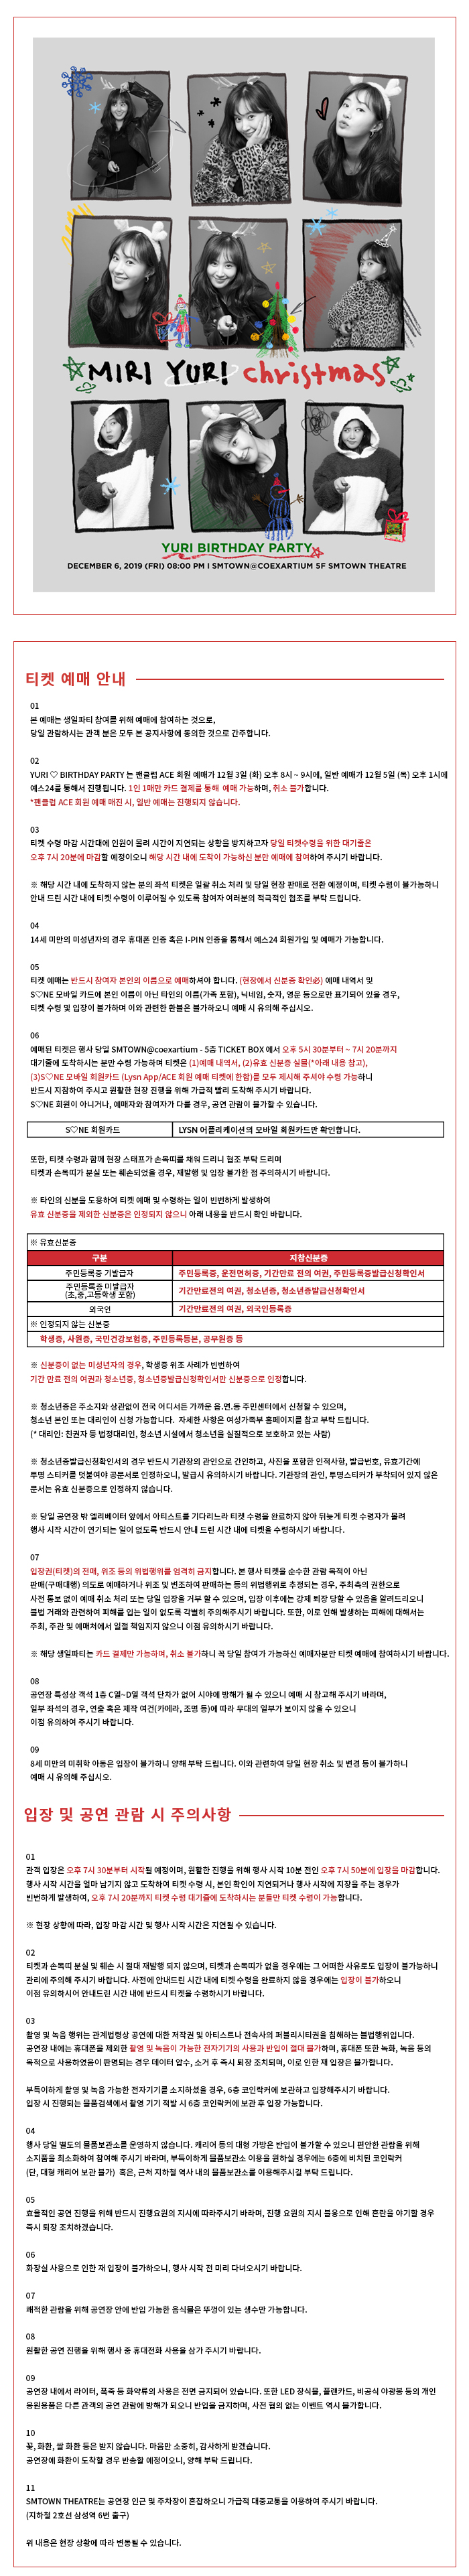 MIRI YURI christmas
YURI BIRTHDAY PARTY
DECEMBER 6, 2019 (FRI) 08:00 PM I SMTOWN@COEXARTIUM 5F SMTOWN THEATRE
티켓 예매 안내
01
본 예매는 생일파티 참여를 위해 예매에 참여하는 것으로,
당일 관람하시는 관객 분은 모두 본 공지사항에 동의한 것으로 간주합니다.
02
YURI ♡ BIRTHDAY PARTY 는 팬클럽 ACE 회원 예매가 12월 3일 (화) 오후 8시 ~ 9시에, 일반 예매가 12월 5일 (목) 오후 1시에
예스24를 통해서 진행됩니다. 1인 1매만 카드 결제를 통해 예매 가능하며, 취소 불가합니다.
*팬클럽 ACE 회원 예매 매진 시, 일반 예매는 진행되지 않습니다.
03
티켓 수령 마감 시간대에 인원이 몰려 시간이 지연되는 상황을 방지하고자 당일 티켓수령을 위한 대기줄은
오후 7시 20분에 마감할 예정이오니 해당 시간 내에 도착이 가능하신 분만 예매에 참여하여 주시기 바랍니다.
※ 해당 시간 내에 도착하지 않는 분의 좌석 티켓은 일괄 취소 처리 및 당일 현장 판매로 전환 예정이며, 티켓 수령이 불가능하니
안내 드린 시간 내에 티켓 수령이 이루어질 수 있도록 참여자 여러분의 적극적인 협조를 부탁 드립니다.
04
14세 미만의 미성년자의 경우 휴대폰 인증 혹은 I-PIN 인증을 통해서 예스24 회원가입 및 예매가 가능합니다.
05
티켓 예매는 반드시 참여자 본인의 이름으로 예매하셔야 합니다. (현장에서 신분증 확인必) 예매 내역서 및
S♡NE 모바일 카드에 본인 이름이 아닌 타인의 이름(가족 포함), 닉네임, 숫자, 영문 등으로만 표기되어 있을 경우,
티켓 수령 및 입장이 불가하며 이와 관련한 환불은 불가하오니 예매 시 유의해 주십시오.
06
예매된 티켓은 행사 당일 SMTOWN@coexartium - 5층 TICKET BOX 에서 오후 5시 30분부터 ~ 7시 20분까지
대기줄에 도착하시는 분만 수령 가능하며 티켓은 (1)예매 내역서, (2)유효 신분증 실물(*아래 내용 참고),
(3)S♡NE 모바일 회원카드 (Lysn App/ACE 회원 예매 티켓에 한함)를 모두 제시해 주셔야 수령 가능하니
반드시 지참하여 주시고 원활한 현장 진행을 위해 가급적 빨리 도착해 주시기 바랍니다.
S♡NE 회원이 아니거나, 예매자와 참여자가 다를 경우, 공연 관람이 불가할 수 있습니다.
S♡NE 회원카드 LYSN 어플리케이션의 모바일 회원카드만 확인합니다.
또한, 티켓 수령과 함께 현장 스태프가 손목띠를 채워 드리니 협조 부탁 드리며
티켓과 손목띠가 분실 또는 훼손되었을 경우, 재발행 및 입장 불가한 점 주의하시기 바랍니다.
※ 타인의 신분을 도용하여 티켓 예매 및 수령하는 일이 빈번하게 발생하여
유효 신분증을 제외한 신분증은 인정되지 않으니 아래 내용을 반드시 확인 바랍니다.
※ 유효신분증
구분 지참신분증
주민등록증 기발급자 주민등록증, 운전면허증, 기간만료 전의 여권, 주민등록증발급신청확인서
주민등록증 미발급자
(초,중,고등학생 포함) 기간만료전의 여권, 청소년증, 청소년증발급신청확인서
외국인 기간만료전의 여권, 외국인등록증
※ 인정되지 않는 신분증
학생증, 사원증, 국민건강보험증, 주민등록등본, 공무원증 등
※ 신분증이 없는 미성년자의 경우, 학생증 위조 사례가 빈번하여
기간 만료 전의 여권과 청소년증, 청소년증발급신청확인서만 신분증으로 인정합니다.
※ 청소년증은 주소지와 상관없이 전국 어디서든 가까운 읍.면.동 주민센터에서 신청할 수 있으며,
청소년 본인 또는 대리인이 신청 가능합니다. 자세한 사항은 여성가족부 홈페이지를 참고 부탁 드립니다.
(* 대리인: 친권자 등 법정대리인, 청소년 시설에서 청소년을 실질적으로 보호하고 있는 사람)
※ 청소년증발급신청확인서의 경우 반드시 기관장의 관인으로 간인하고, 사진을 포함한 인적사항, 발급번호, 유효기간에
투명 스티커를 덧붙여야 공문서로 인정하오니, 발급시 유의하시기 바랍니다. 기관장의 관인, 투명스티커가 부착되어 있지 않은
문서는 유효 신분증으로 인정하지 않습니다.
※ 당일 공연장 밖 엘리베이터 앞에서 아티스트를 기다리느라 티켓 수령을 완료하지 않아 뒤늦게 티켓 수령자가 몰려
행사 시작 시간이 연기되는 일이 없도록 반드시 안내 드린 시간 내에 티켓을 수령하시기 바랍니다.
07
입장권(티켓)의 전매, 위조 등의 위법행위를 엄격히 금지합니다. 본 행사 티켓을 순수한 관람 목적이 아닌
판매(구매대행) 의도로 예매하거나 위조 및 변조하여 판매하는 등의 위법행위로 추정되는 경우, 주최측의 권한으로
사전 통보 없이 예매 취소 처리 또는 당일 입장을 거부 할 수 있으며, 입장 이후에는 강제 퇴장 당할 수 있음을 알려드리오니
불법 거래와 관련하여 피해를 입는 일이 없도록 각별히 주의해주시기 바랍니다. 또한, 이로 인해 발생하는 피해에 대해서는
주최, 주관 및 예매처에서 일절 책임지지 않으니 이점 유의하시기 바랍니다.
※ 해당 생일파티는 카드 결제만 가능하며, 취소 불가하니 꼭 당일 참여가 가능하신 예매자분만 티켓 예매에 참여하시기 바랍니다.
08
공연장 특성상 객석 1층 C열~D열 객석 단차가 없어 시야에 방해가 될 수 있으니 예매 시 참고해 주시기 바라며,
일부 좌석의 경우, 연출 혹은 제작 여건(카메라, 조명 등)에 따라 무대의 일부가 보이지 않을 수 있으니
이점 유의하여 주시기 바랍니다.
09
8세 미만의 미취학 아동은 입장이 불가하니 양해 부탁 드립니다. 이와 관련하여 당일 현장 취소 및 변경 등이 불가하니
예매 시 유의해 주십시오.
입장 및 공연 관람 시 주의사항
01
관객 입장은 오후 7시 30분부터 시작될 예정이며, 원활한 진행을 위해 행사 시작 10분 전인 오후 7시 50분에 입장을 마감합니다.
행사 시작 시간을 얼마 남기지 않고 도착하여 티켓 수령 시, 본인 확인이 지연되거나 행사 시작에 지장을 주는 경우가
빈번하게 발생하여, 오후 7시 20분까지 티켓 수령 대기줄에 도착하시는 분들만 티켓 수령이 가능합니다.
※ 현장 상황에 따라, 입장 마감 시간 및 행사 시작 시간은 지연될 수 있습니다.
02
티켓과 손목띠 분실 및 훼손 시 절대 재발행 되지 않으며, 티켓과 손목띠가 없을 경우에는 그 어떠한 사유로도 입장이 불가능하니
관리에 주의해 주시기 바랍니다. 사전에 안내드린 시간 내에 티켓 수령을 완료하지 않을 경우에는 입장이 불가하오니
이점 유의하시어 안내드린 시간 내에 반드시 티켓을 수령하시기 바랍니다.
03
촬영 및 녹음 행위는 관계법령상 공연에 대한 저작권 및 아티스트나 전속사의 퍼블리시티권을 침해하는 불법행위입니다.
공연장 내에는 휴대폰을 제외한 촬영 및 녹음이 가능한 전자기기의 사용과 반입이 절대 불가하며, 휴대폰 또한 녹화, 녹음 등의
목적으로 사용하였음이 판명되는 경우 데이터 압수, 소거 후 즉시 퇴장 조치되며, 이로 인한 재 입장은 불가합니다.
부득이하게 촬영 및 녹음 가능한 전자기기를 소지하셨을 경우, 6층 코인락커에 보관하고 입장해주시기 바랍니다.
입장 시 진행되는 물품검색에서 촬영 기기 적발 시 6층 코인락커에 보관 후 입장 가능합니다.
04
행사 당일 별도의 물품보관소를 운영하지 않습니다. 캐리어 등의 대형 가방은 반입이 불가할 수 있으니 편안한 관람을 위해
소지품을 최소화하여 참여해 주시기 바라며, 부득이하게 물품보관소 이용을 원하실 경우에는 6층에 비치된 코인락커
(단, 대형 캐리어 보관 불가) 혹은, 근처 지하철 역사 내의 물품보관소를 이용해주시길 부탁 드립니다.
05
효율적인 공연 진행을 위해 반드시 진행요원의 지시에 따라주시기 바라며, 진행 요원의 지시 불응으로 인해 혼란을 야기할 경우
즉시 퇴장 조치하겠습니다.
06
화장실 사용으로 인한 재 입장이 불가하오니, 행사 시작 전 미리 다녀오시기 바랍니다.
07
쾌적한 관람을 위해 공연장 안에 반입 가능한 음식물은 뚜껑이 있는 생수만 가능합니다.
08
원활한 공연 진행을 위해 행사 중 휴대전화 사용을 삼가 주시기 바랍니다.
09
공연장 내에서 라이터, 폭죽 등 화약류의 사용은 전면 금지되어 있습니다. 또한 LED 장식물, 플랜카드, 비공식 야광봉 등의 개인
응원용품은 다른 관객의 공연 관람에 방해가 되오니 반입을 금지하며, 사전 협의 없는 이벤트 역시 불가합니다.
10
꽃, 화환, 쌀 화환 등은 받지 않습니다. 마음만 소중히, 감사하게 받겠습니다.
공연장에 화환이 도착할 경우 반송할 예정이오니, 양해 부탁 드립니다.
11
SMTOWN THEATRE는 공연장 인근 및 주차장이 혼잡하오니 가급적 대중교통을 이용하여 주시기 바랍니다.
(지하철 2호선 삼성역 6번 출구)
위 내용은 현장 상황에 따라 변동될 수 있습니다.